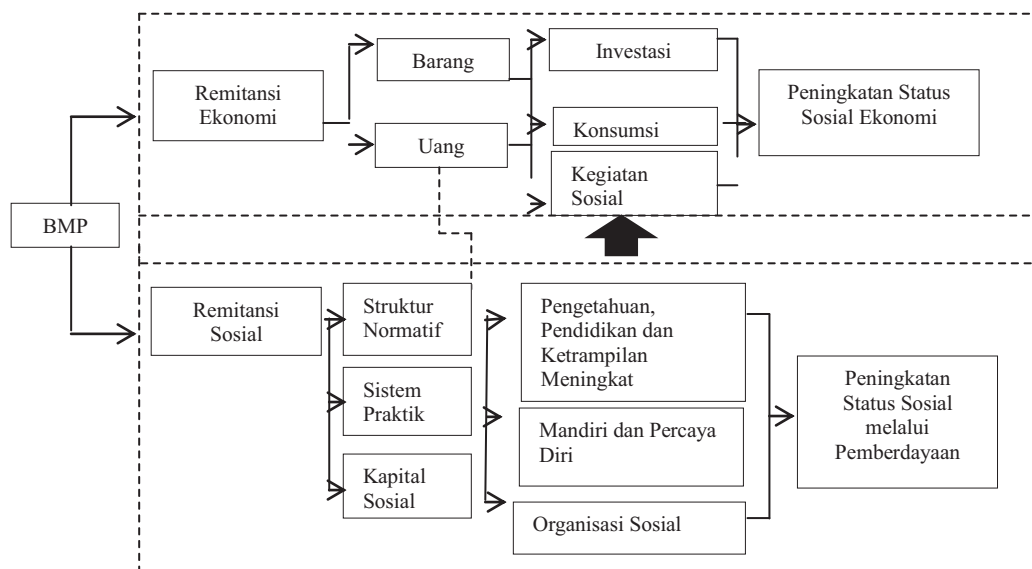 Barang
Investasi
Remitansi
Ekonomi
Peningkatan Status
Sosial Ekonomi
Uang
Konsumsi
Kegiatan
Sosial
BMP
Remitansi
Sosial
Struktur
Normatif
Pengetahuan,
Pendidikan dan
Ketrampilan
Meningkat
Sistem
Praktik
Mandiri dan Percaya
Diri
Peningkatan
Status Sosial
melalui
Pemberdayaan
Kapital
Sosial
Organisasi Sosial